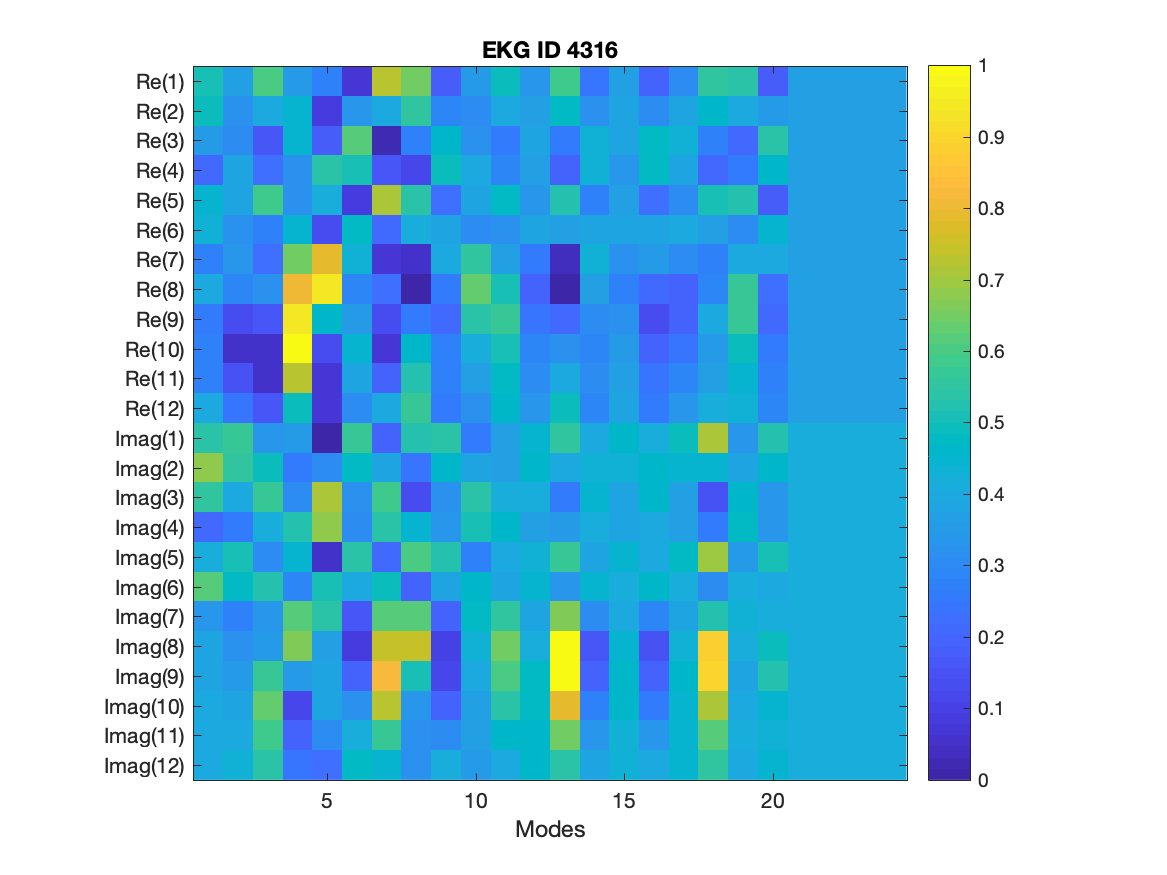 EKG ID 4316
Re(1)
Re(2)
Re(3)
Re(4)
Re(5)
Re(6)
Re(7)
Re(8)
Re(9)
Re(10)
Re(11)
Re(12)
Imag(1)
Imag(2)
Imag(3)
Imag(4)
Imag(5)
Imag(6)
Imag(7)
Imag(8)
Imag(9)
Imag(10)
Imag(11)
Imag(12)
5 10 15 20
Modes
1
0.9
0.8
0.7
0.6
0.5
0.4
0.3
0.2
0.1
0